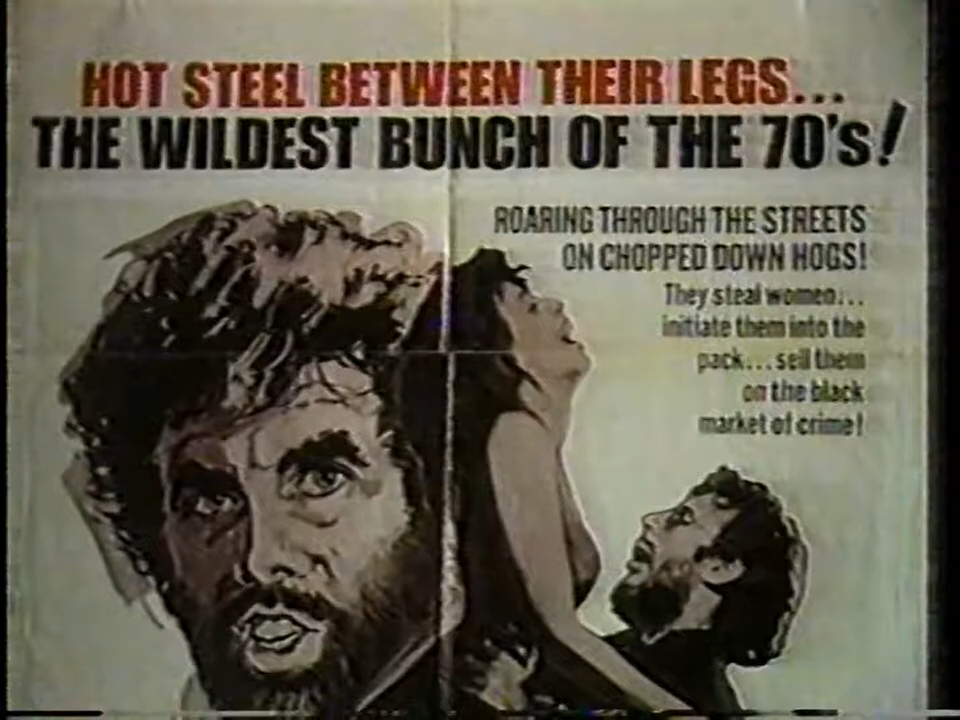 HOT STEEL BETWEEN THEIR LEGS...
THE WILDEST BUNCH OF THE 70's!
ROARING THROUGH THE STREETS
ON CHOPPED DOWN HOGS!
They steal women...
initiate them into the
pack... sell them
on the black
market of crime!